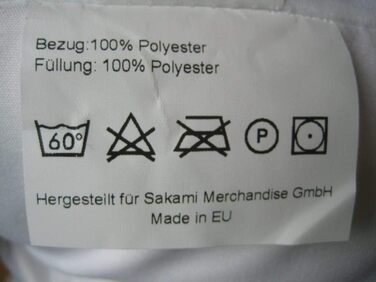 Bezug:100% Polyester
Füllung: 100% Polyester
60° P
Hergestellt für Sakami Merchandise GmbH
Made in EU